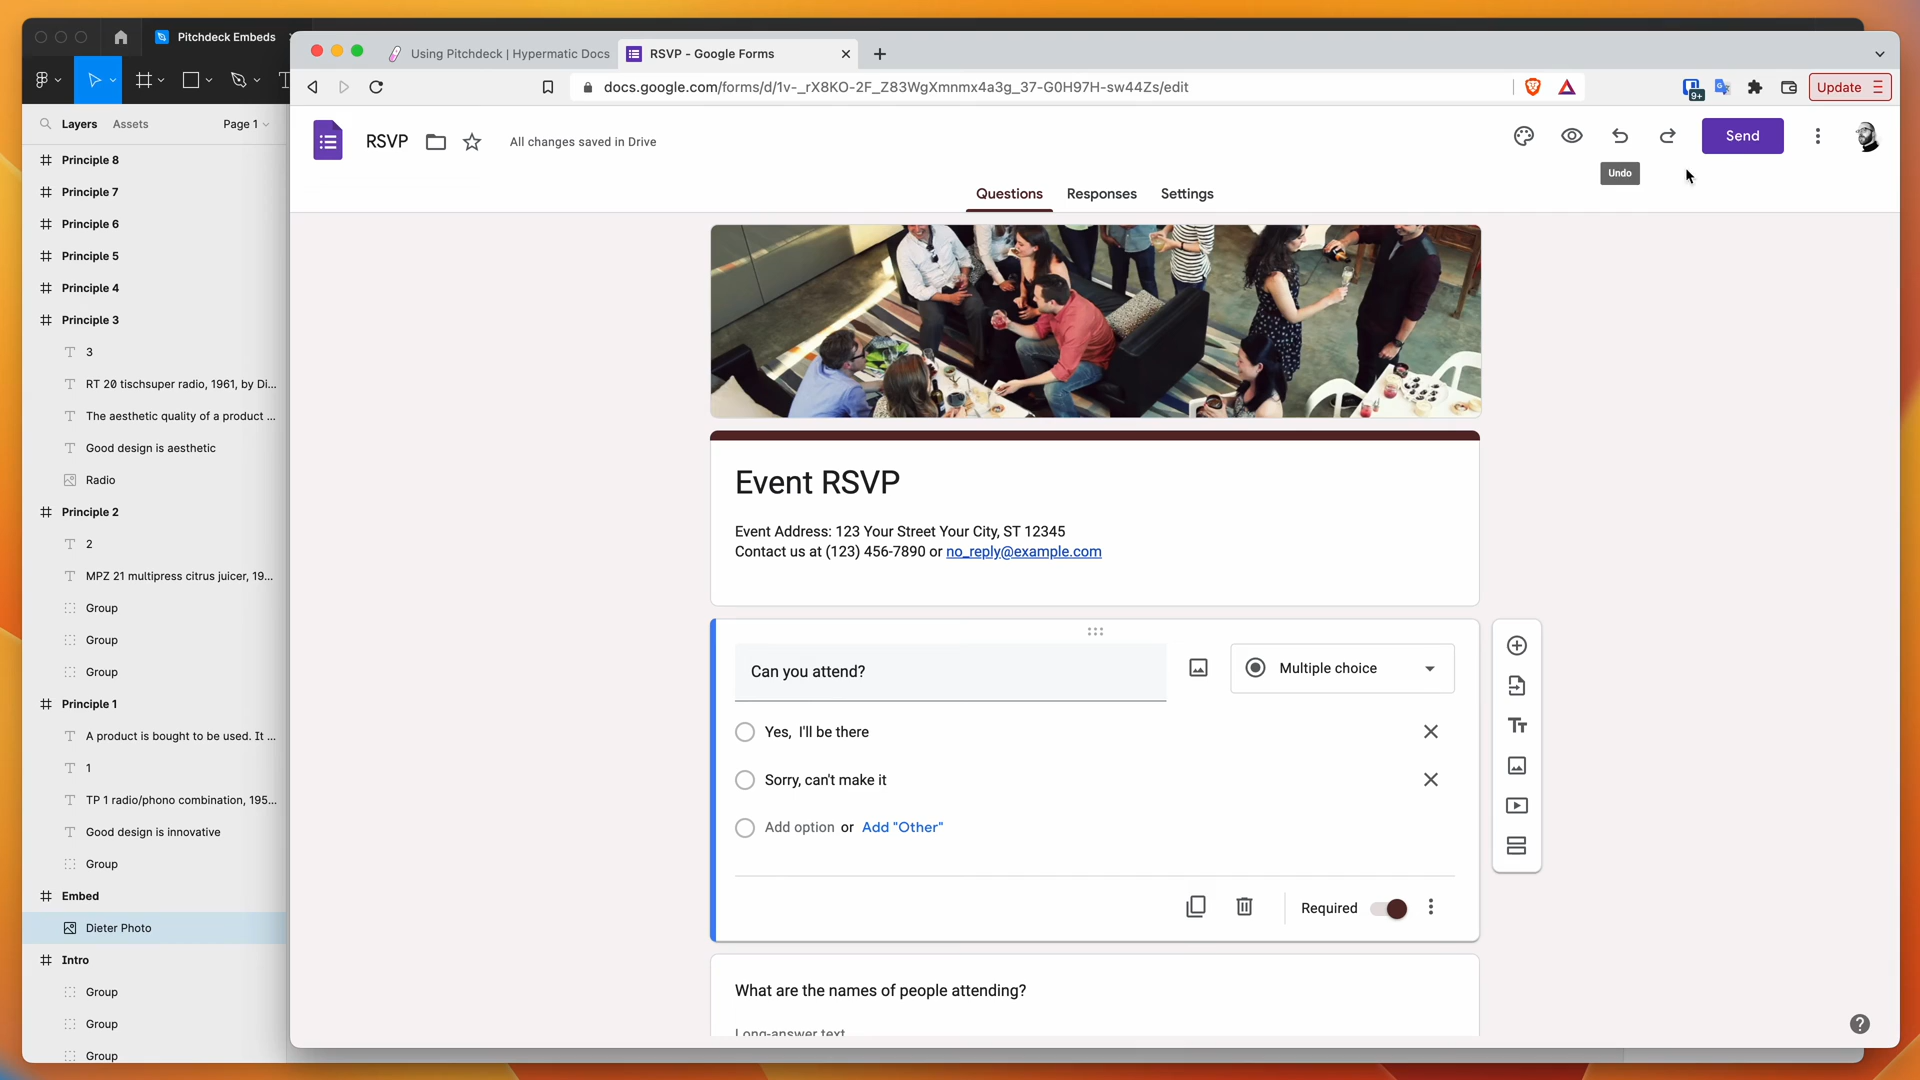 Pitchdeck Embeds
Using Pitchdeck | Hypermatic Docs
RSVP - Google Forms
docs.google.com/forms/d/1v-_rX8KO-2F_Z83WgXmnmx4a3g_37-G0H97H-sw44Zs/edit
9+
Update
Layers
Assets
Page 1
Principle 8
Principle 7
Principle 6
Principle 5
Principle 4
Principle 3
3
RT 20 tischsuper radio, 1961, by Di...
The aesthetic quality of a product ...
Good design is aesthetic
Radio
Principle 2
2
MPZ 21 multipress citrus juicer, 19...
Group
Group
Group
Principle 1
A product is bought to be used. It ...
1
TP 1 radio/phono combination, 195...
Good design is innovative
Group
Embed
Dieter Photo
Intro
Group
Group
Group
RSVP
All changes saved in Drive
Send
Undo
Questions
Responses
Settings
Event RSVP
Event Address: 123 Your Street Your City, ST 12345
Contact us at (123) 456-7890 or no_reply@example.com
Can you attend?
Multiple choice
Yes, I'll be there
Sorry, can't make it
Add option or Add "Other"
Required
What are the names of people attending?
Long-answer text